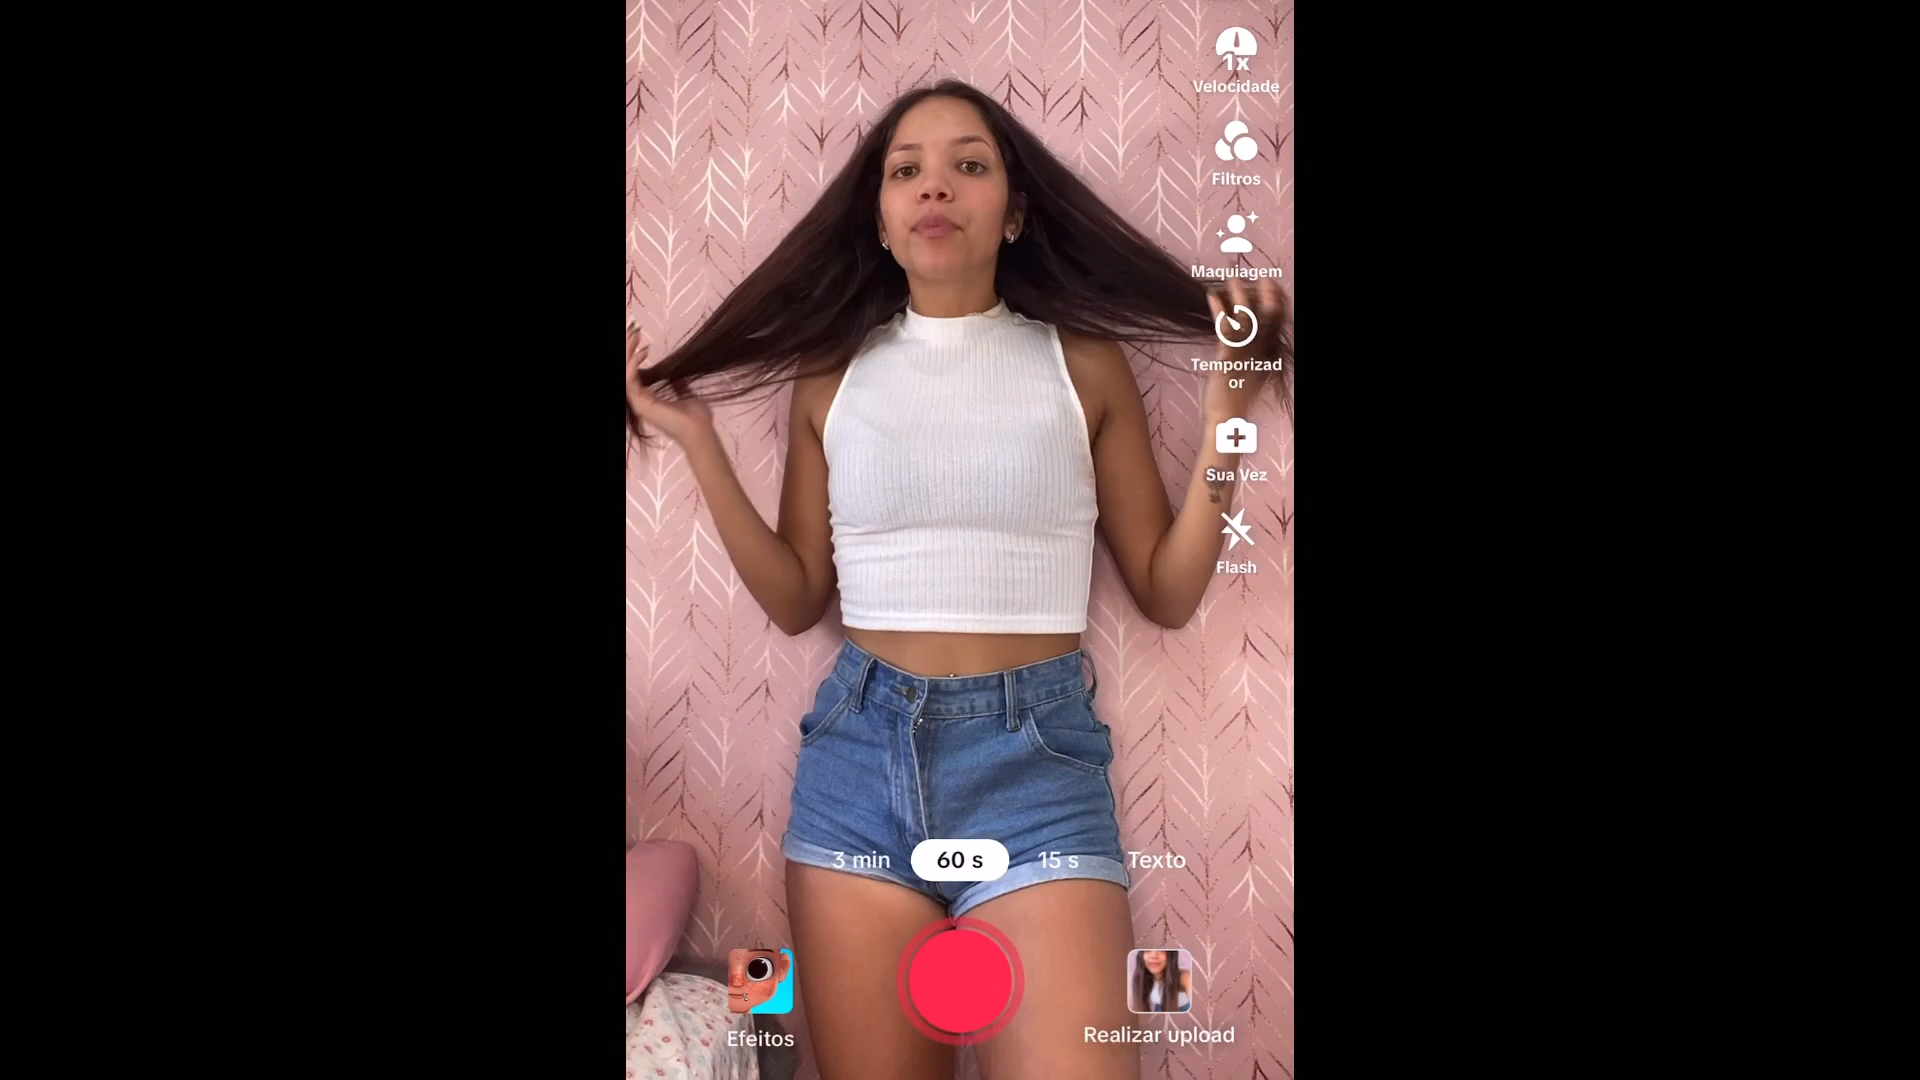 1x
Velocidade
Filtros
Maquiagem
Temporizad
or
Sua Vez
Flash
3 min
60 s
15 s
Texto
Efeitos
Realizar upload